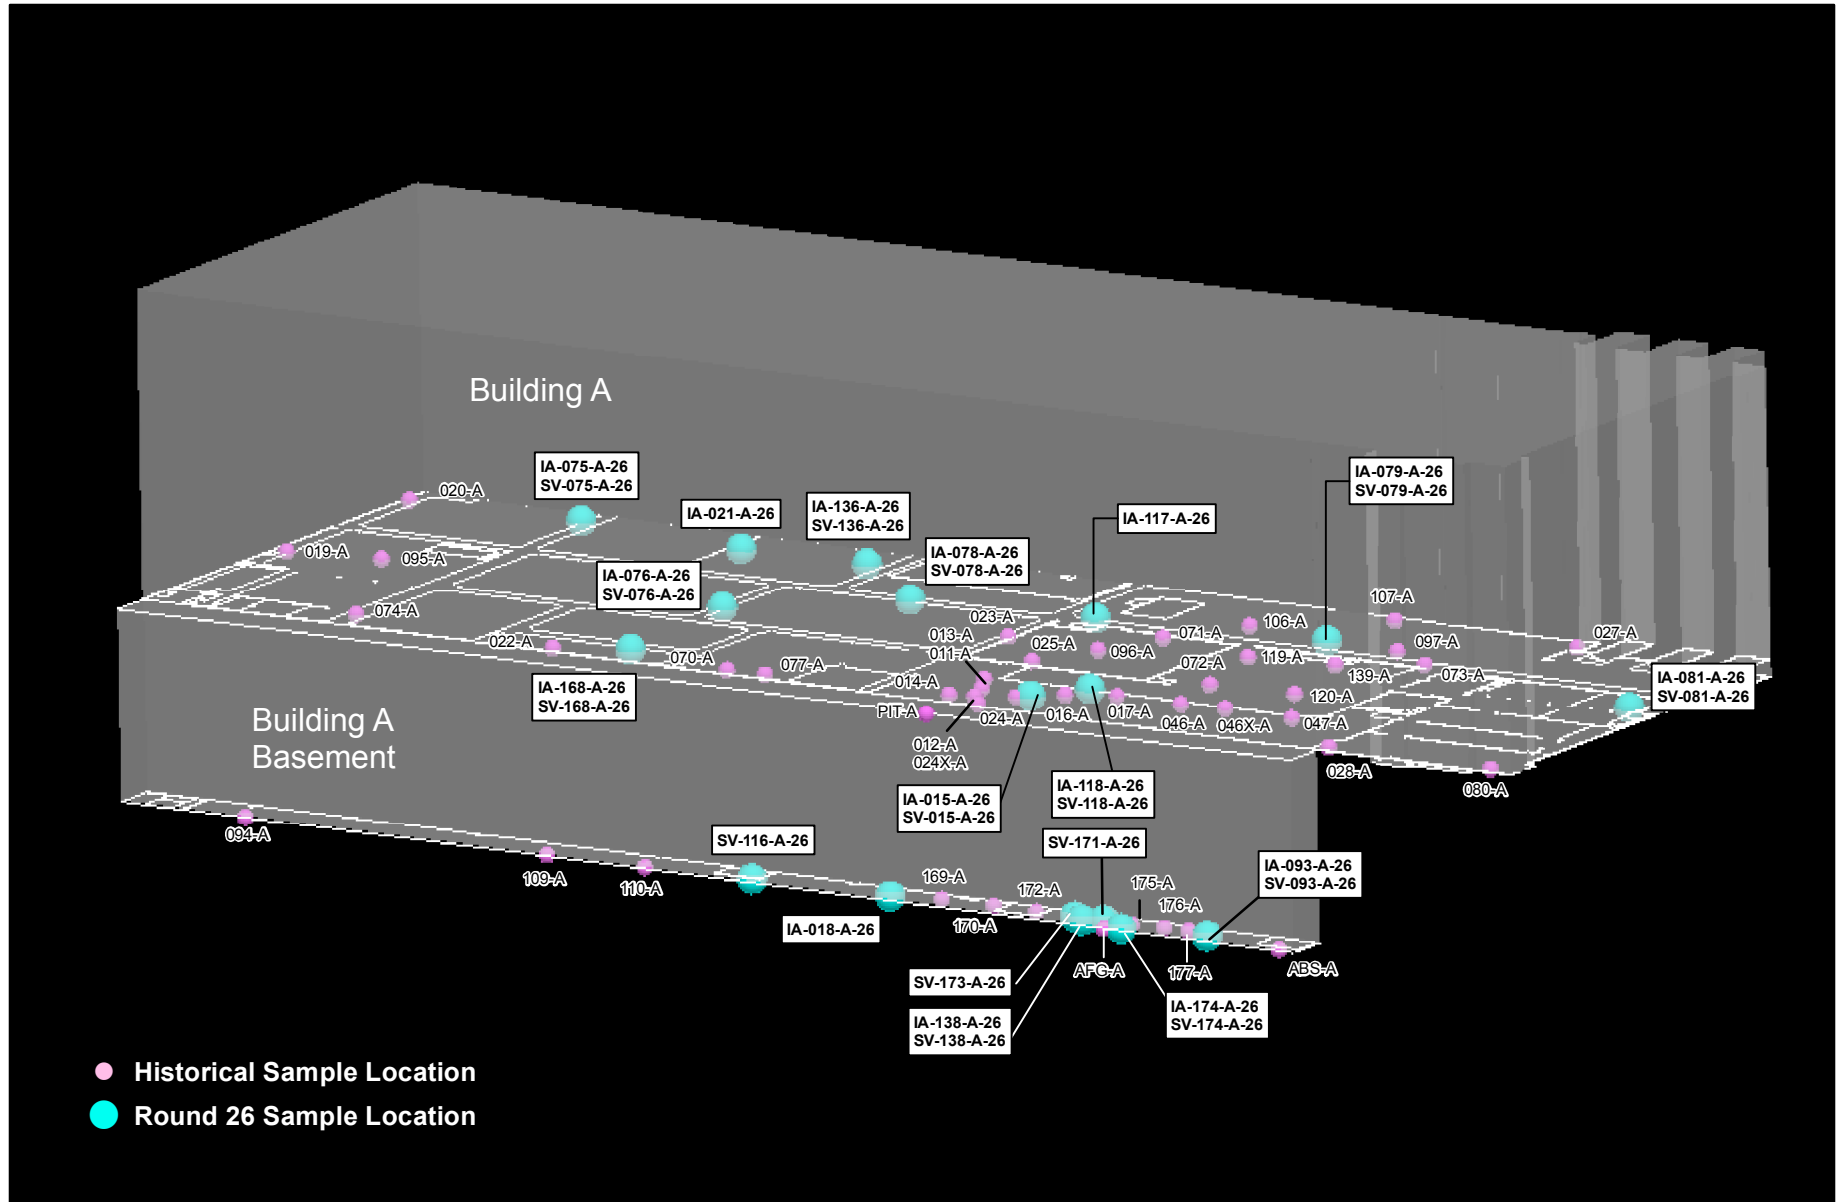 Building A
020-A
IA-075-A-26
SV-075-A-26
IA-021-A-26
IA-136-A-26
SV-136-A-26
IA-117-A-26
IA-079-A-26
SV-079-A-26
019-A
095-A
IA-076-A-26
SV-076-A-26
IA-078-A-26
SV-078-A-26
074-A
023-A
107-A
013-A
025-A
071-A
106-A
027-A
022-A
070-A
077-A
011-A
096-A
072-A
119-A
097-A
IA-168-A-26
SV-168-A-26
014-A
139-A
073-A
IA-081-A-26
SV-081-A-26
PIT-A
024-A
016-A
017-A
046-A
046X-A
120-A
047-A
Building A
Basement
012-A
024X-A
028-A
080-A
IA-015-A-26
SV-015-A-26
IA-118-A-26
SV-118-A-26
094-A
SV-116-A-26
SV-171-A-26
IA-093-A-26
SV-093-A-26
109-A
110-A
169-A
172-A
175-A
176-A
IA-018-A-26
170-A
AFG-A
177-A
ABS-A
SV-173-A-26
IA-174-A-26
SV-174-A-26
IA-138-A-26
SV-138-A-26
Historical Sample Location
Round 26 Sample Location